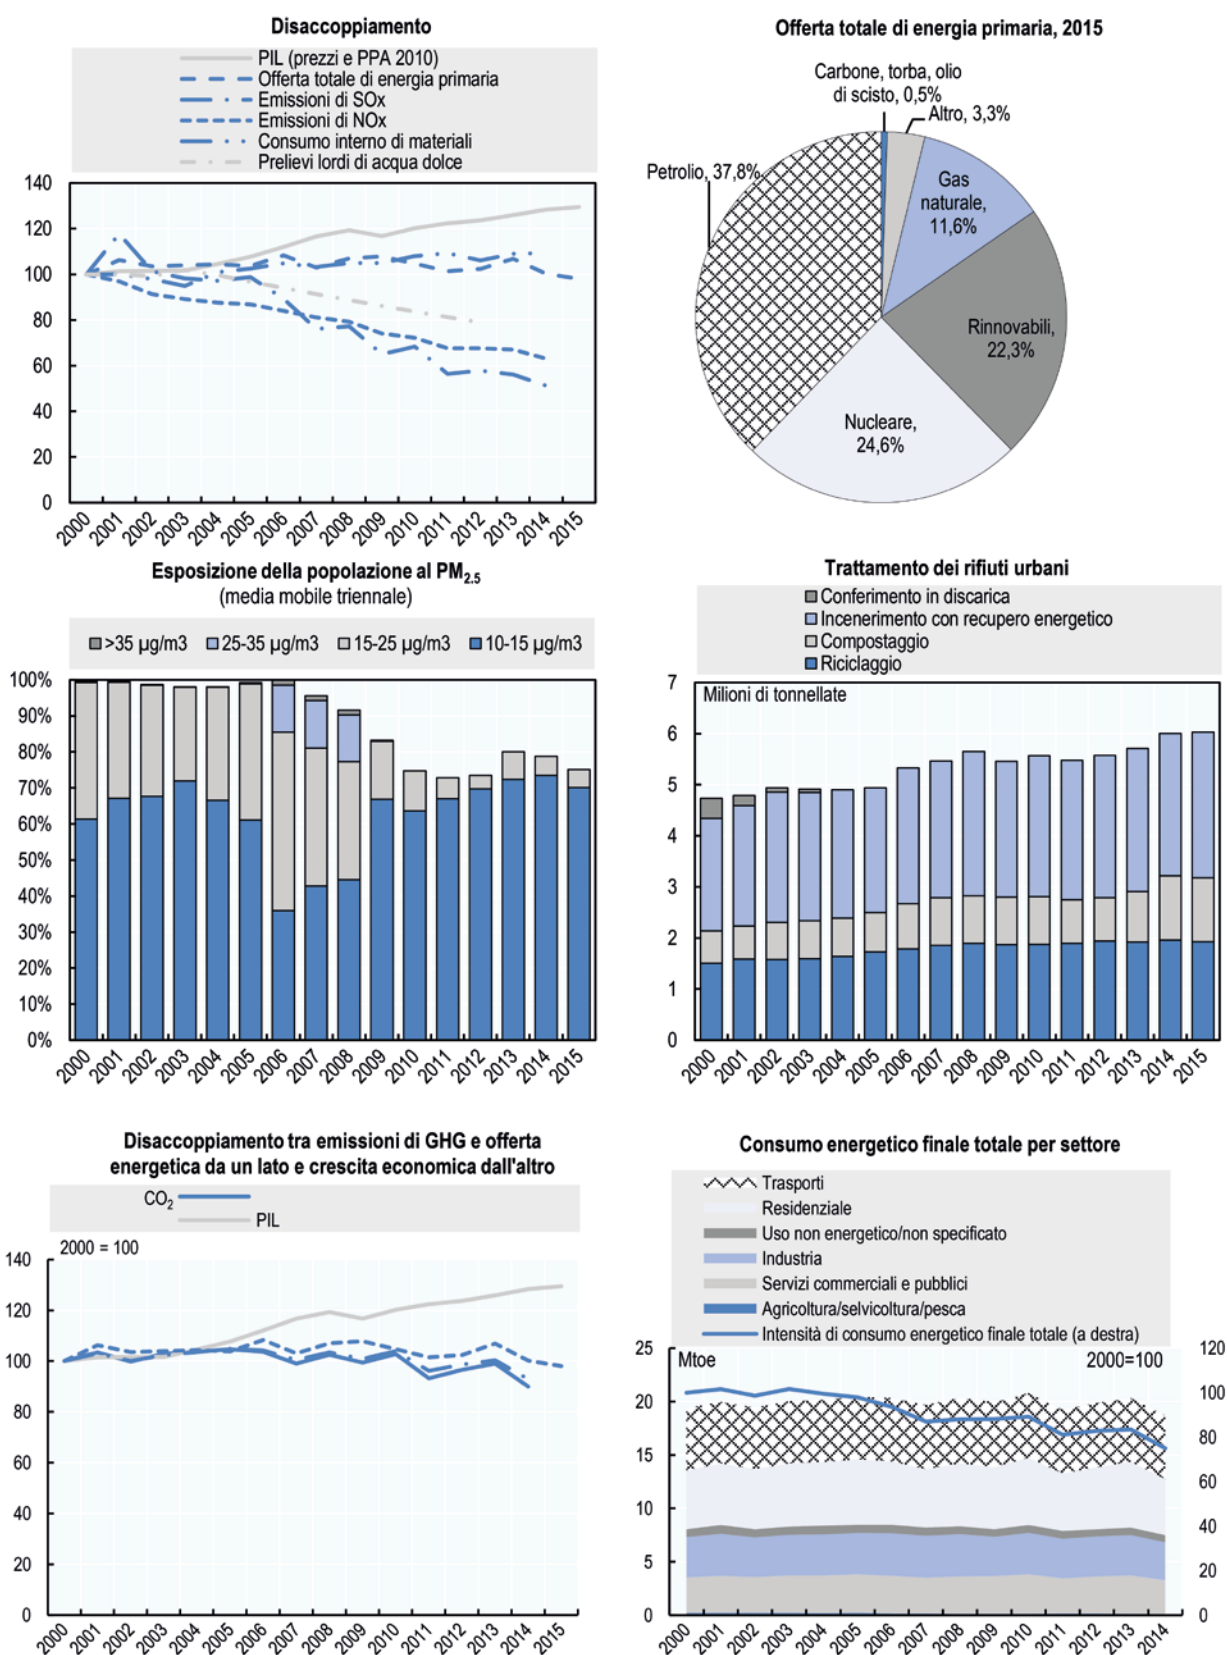 Disaccoppiamento
PIL (prezzi e PPA 2010)
Offerta totale di energia primaria
Emissioni di SOx
Emissioni di NOx
Consumo interno di materiali
Prelievi lordi di acqua dolce
140
120
100
80
60
40
20
0
2000 2001 2002 2003 2004 2005 2006 2007 2008 2009 2010 2011 2012 2013 2014 2015
Offerta totale di energia primaria, 2015
Carbone, torba, olio
di scisto, 0,5%
Altro, 3,3%
Petrolio, 37,8%
Gas
naturale,
11,6%
Rinnovabili,
22,3%
Nucleare,
24,6%
Esposizione della popolazione al PM2.5
(media mobile triennale)
>35 µg/m3 25-35 µg/m3 15-25 µg/m3 10-15 µg/m3
100%
90%
80%
70%
60%
50%
40%
30%
20%
10%
0%
2000 2001 2002 2003 2004 2005 2006 2007 2008 2009 2010 2011 2012 2013 2014 2015
Trattamento dei rifiuti urbani
Conferimento in discarica
Incenerimento con recupero energetico
Compostaggio
Riciclaggio
Milioni di tonnellate
7
6
5
4
3
2
1
0
2000 2001 2002 2003 2004 2005 2006 2007 2008 2009 2010 2011 2012 2013 2014 2015
Disaccoppiamento tra emissioni di GHG e offerta
energetica da un lato e crescita economica dall'altro
CO2
PIL
2000 = 100
140
120
100
80
60
40
20
0
2000 2001 2002 2003 2004 2005 2006 2007 2008 2009 2010 2011 2012 2013 2014 2015
Consumo energetico finale totale per settore
Trasporti
Residenziale
Uso non energetico/non specificato
Industria
Servizi commerciali e pubblici
Agricoltura/selvicoltura/pesca
Intensità di consumo energetico finale totale (a destra)
Mtoe
2000=100
25
20
15
10
5
0
120
100
80
60
40
20
0
2000 2001 2002 2003 2004 2005 2006 2007 2008 2009 2010 2011 2012 2013 2014